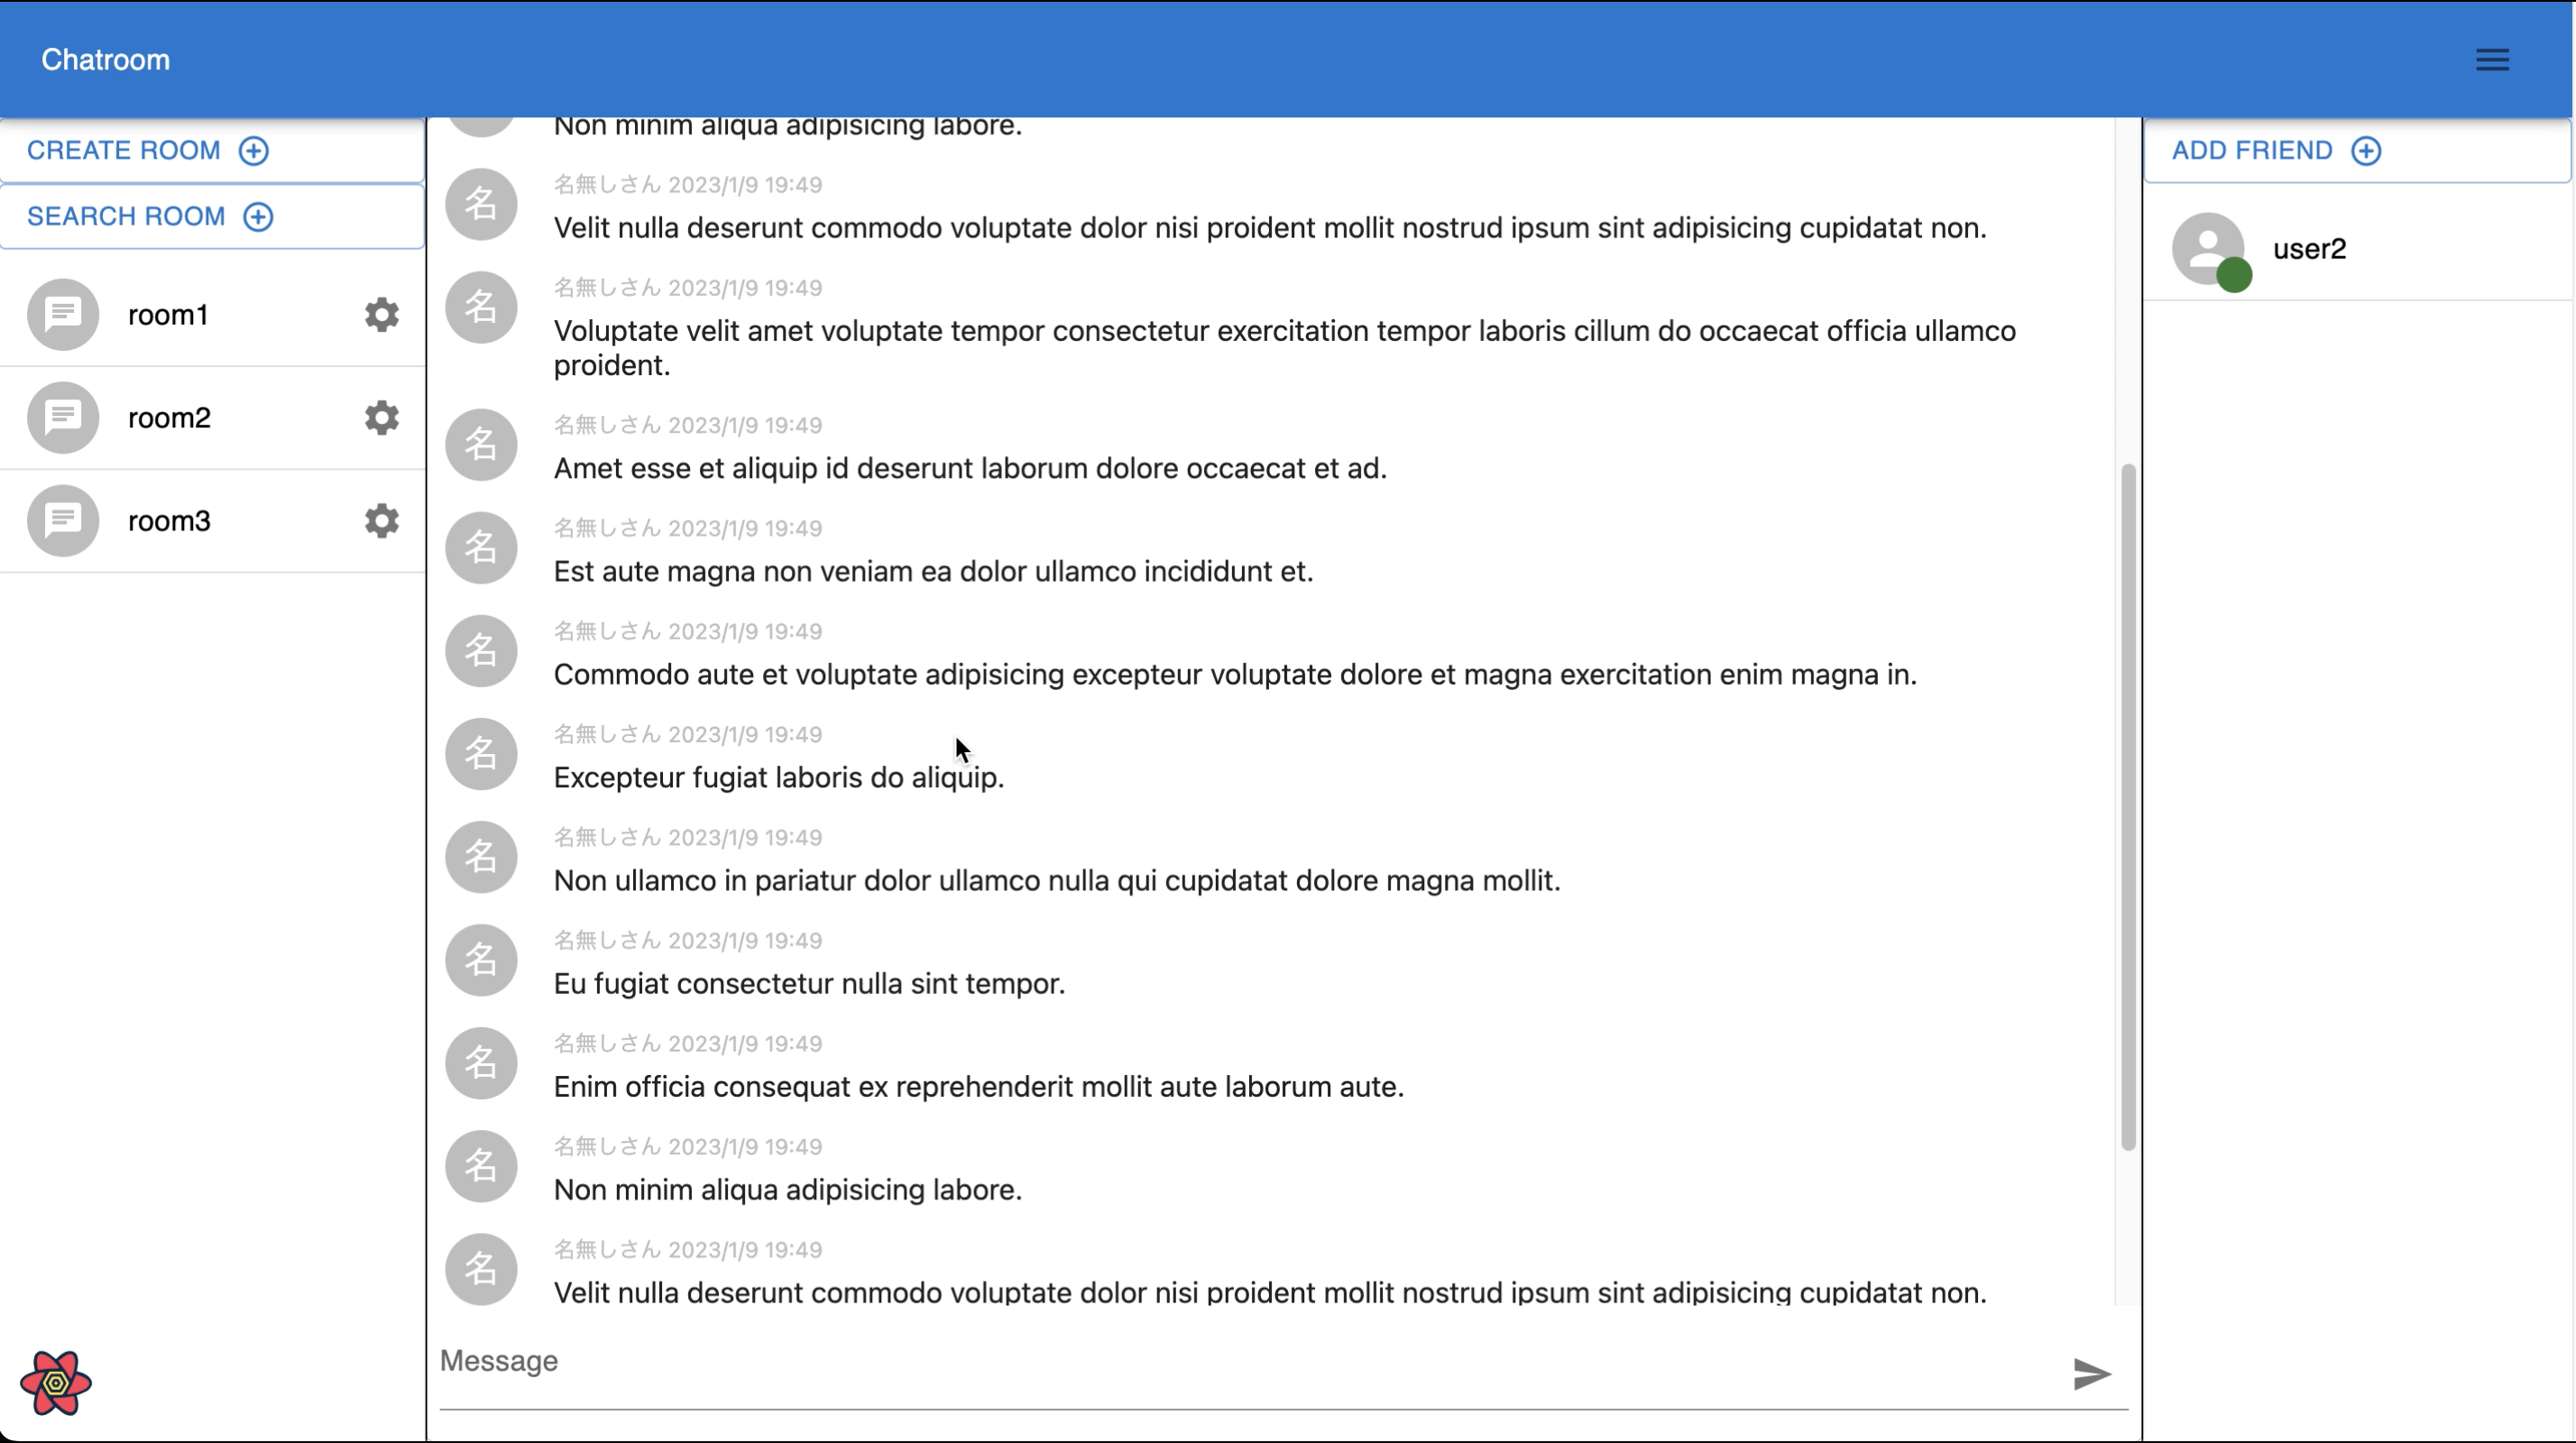 Chatroom
CREATE ROOM
SEARCH ROOM
room1
room2
room3
Non minim aliqua adipisicing labore.
名 名無しさん 2023/1/9 19:49
Velit nulla deserunt commodo voluptate dolor nisi proident mollit nostrud ipsum sint adipisicing cupidatat non.
名 名無しさん 2023/1/9 19:49
Voluptate velit amet voluptate tempor consectetur exercitation tempor laboris cillum do occaecat officia ullamco
proident.
名 名無しさん 2023/1/9 19:49
Amet esse et aliquip id deserunt laborum dolore occaecat et ad.
名 名無しさん 2023/1/9 19:49
Est aute magna non veniam ea dolor ullamco incididunt et.
名 名無しさん 2023/1/9 19:49
Commodo aute et voluptate adipisicing excepteur voluptate dolore et magna exercitation enim magna in.
名 名無しさん 2023/1/9 19:49
Excepteur fugiat laboris do aliquip.
名 名無しさん 2023/1/9 19:49
Non ullamco in pariatur dolor ullamco nulla qui cupidatat dolore magna mollit.
名 名無しさん 2023/1/9 19:49
Eu fugiat consectetur nulla sint tempor.
名 名無しさん 2023/1/9 19:49
Enim officia consequat ex reprehenderit mollit aute laborum aute.
名 名無しさん 2023/1/9 19:49
Non minim aliqua adipisicing labore.
名 名無しさん 2023/1/9 19:49
Velit nulla deserunt commodo voluptate dolor nisi proident mollit nostrud ipsum sint adipisicing cupidatat non.
Message
ADD FRIEND
user2